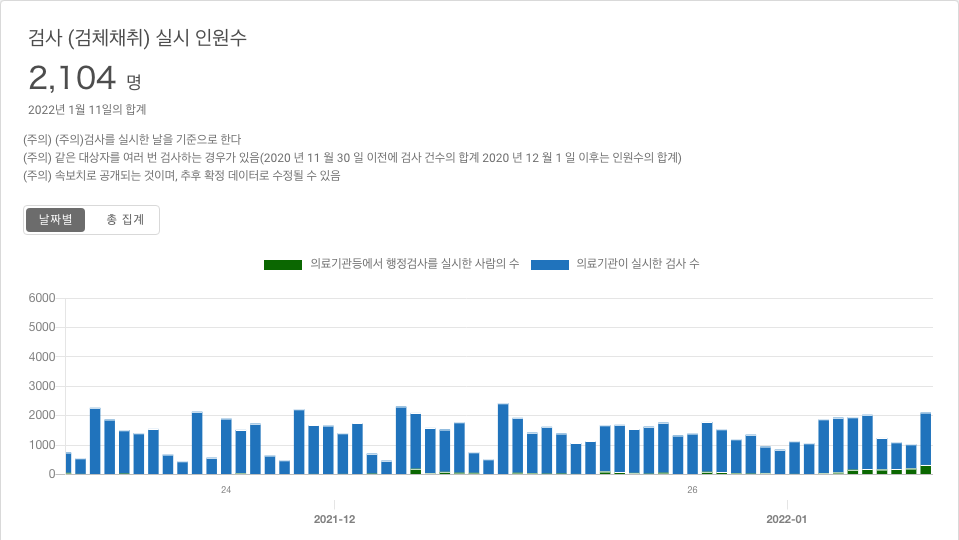 검사 (검체채취) 실시 인원수
2,104 명
2022년 1월 11일의 합계
(주의) (주의)검사를 실시한 날을 기준으로 한다
(주의) 같은 대상자를 여러 번 검사하는 경우가 있음(2020 년 11 월 30 일 이전에 검사 건수의 합계 2020 년 12 월 1 일 이후는 인원수의 합계)
(주의) 속보치로 공개되는 것이며, 추후 확정 데이터로 수정될 수 있음
날짜별 총 집계
의료기관등에서 행정검사를 실시한 사람의 수 의료기관이 실시한 검사 수
6000
5000
4000
3000
2000
1000
0
24 26
2021-12 2022-01